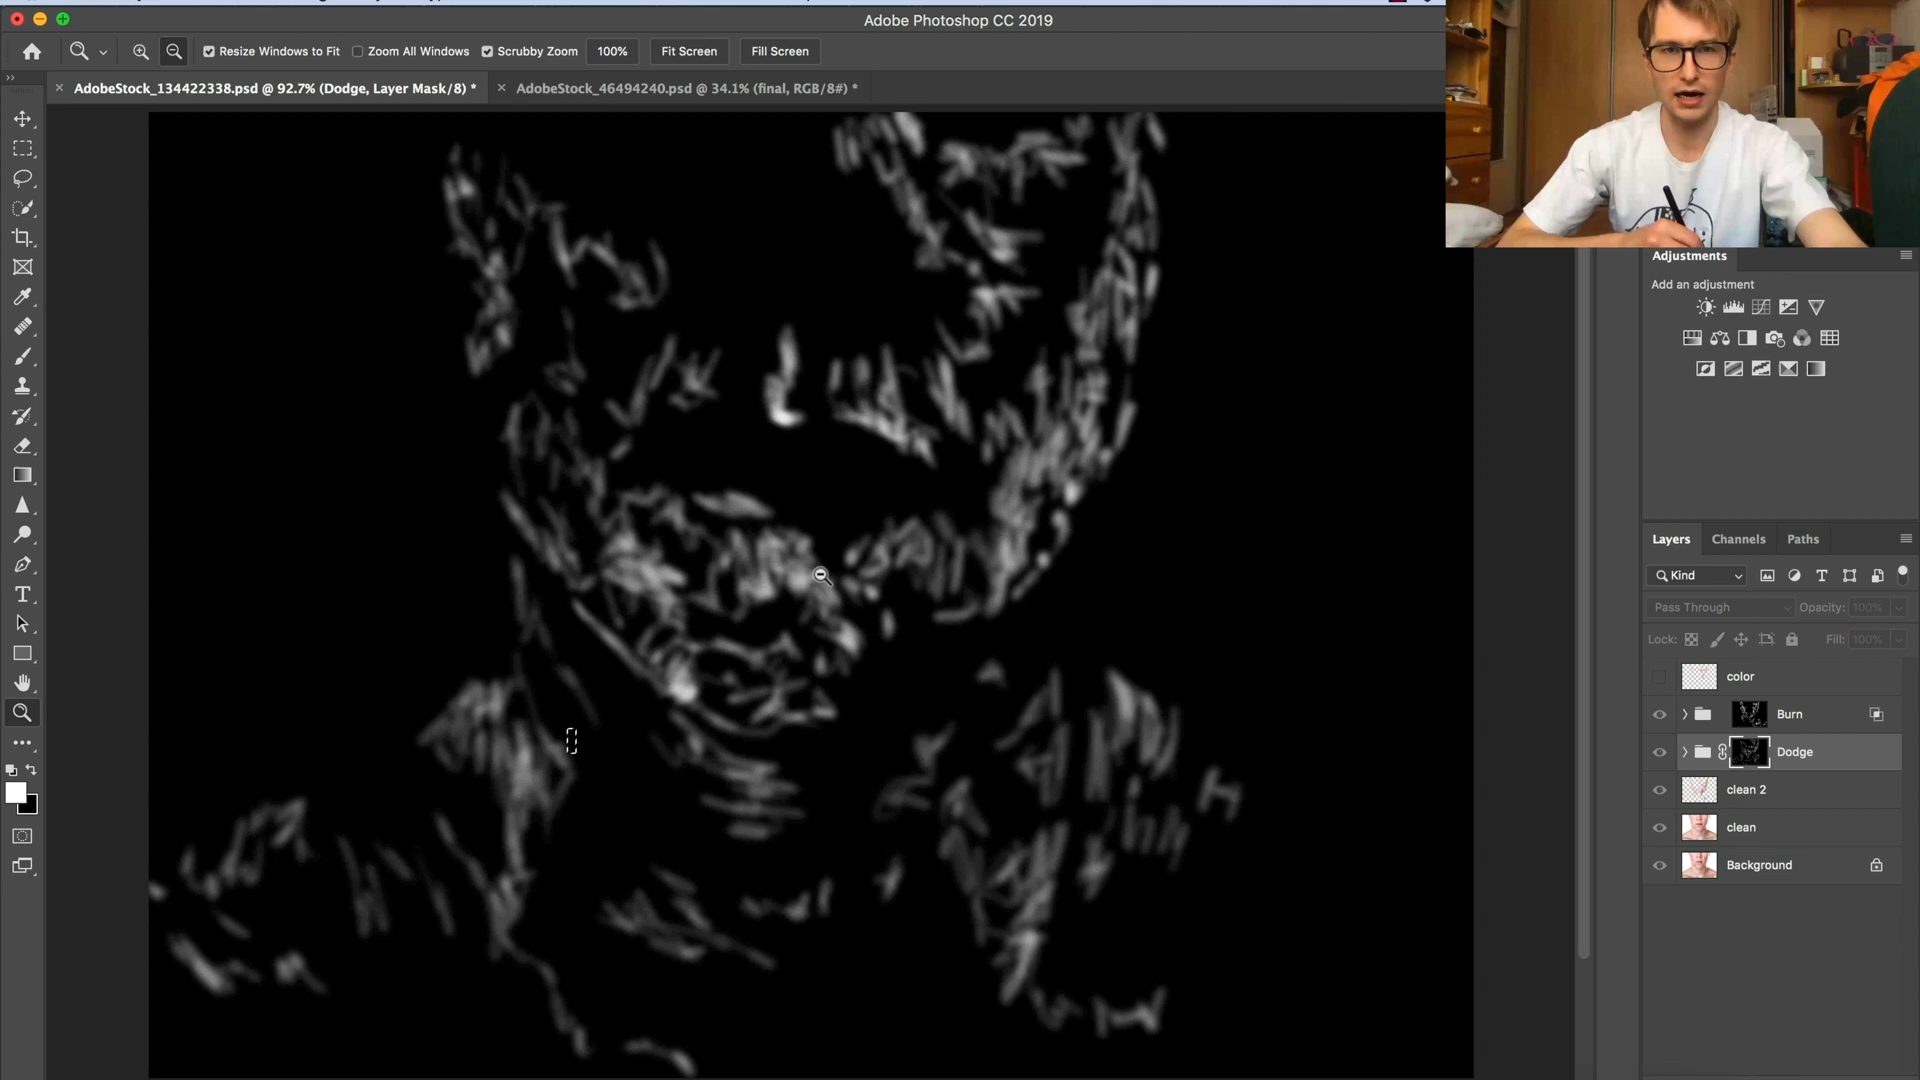 Adobe Photoshop CC 2019
Resize Windows to Fit
Zoom All Windows
Scrubby Zoom
100%
Fit Screen
Fill Screen
AdobeStock_134422338.psd @ 92.7% (Dodge, Layer Mask/8) *
AdobeStock_46494240.psd @ 34.1% (final, RGB/8#) *
Adjustments
Add an adjustment
Layers
Channels
Paths
Kind
Pass Through
Opacity: 100%
Lock:
Fill: 100%
color
Burn
Dodge
clean 2
clean
Background